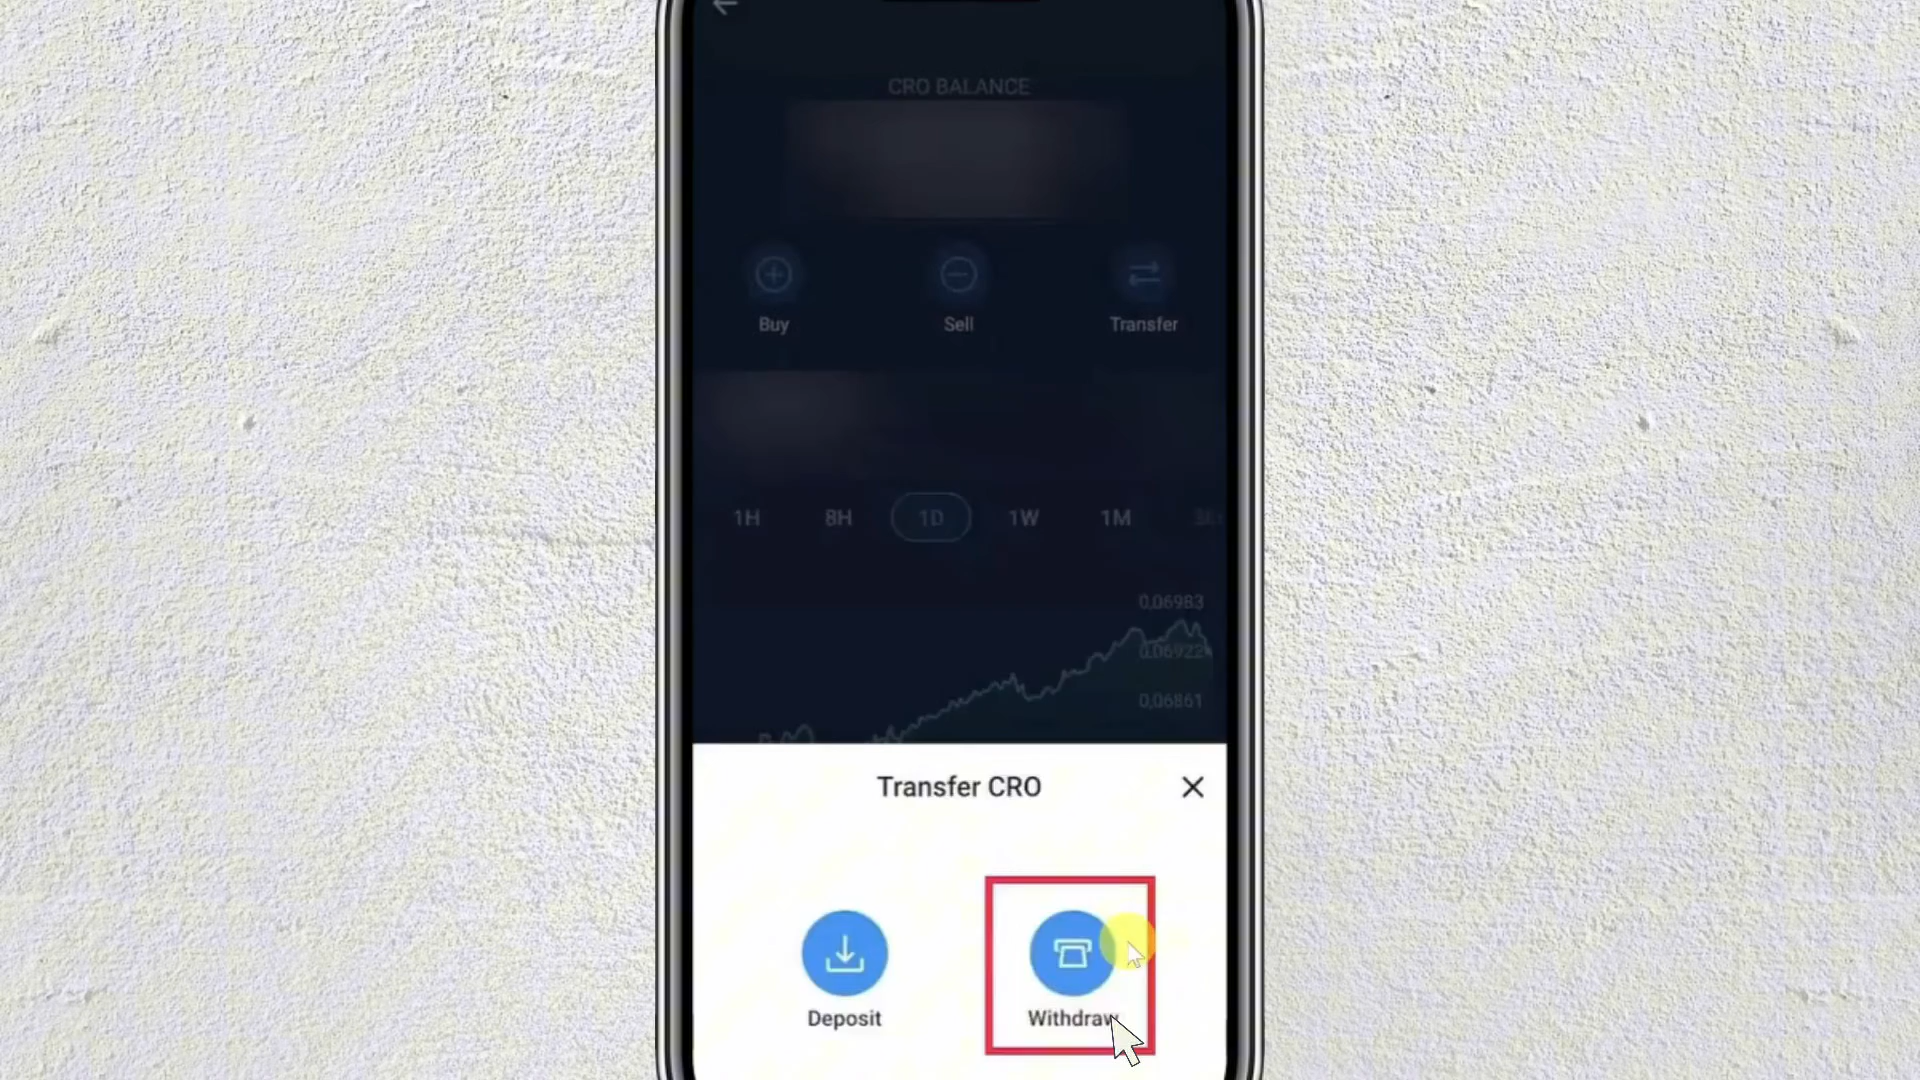 CRO BALANCE
Buy
Sell
Transfer
1H
8H
1D
1W
1M
0,06983
0,06922
0,06861
Transfer CRO
Deposit
Withdraw